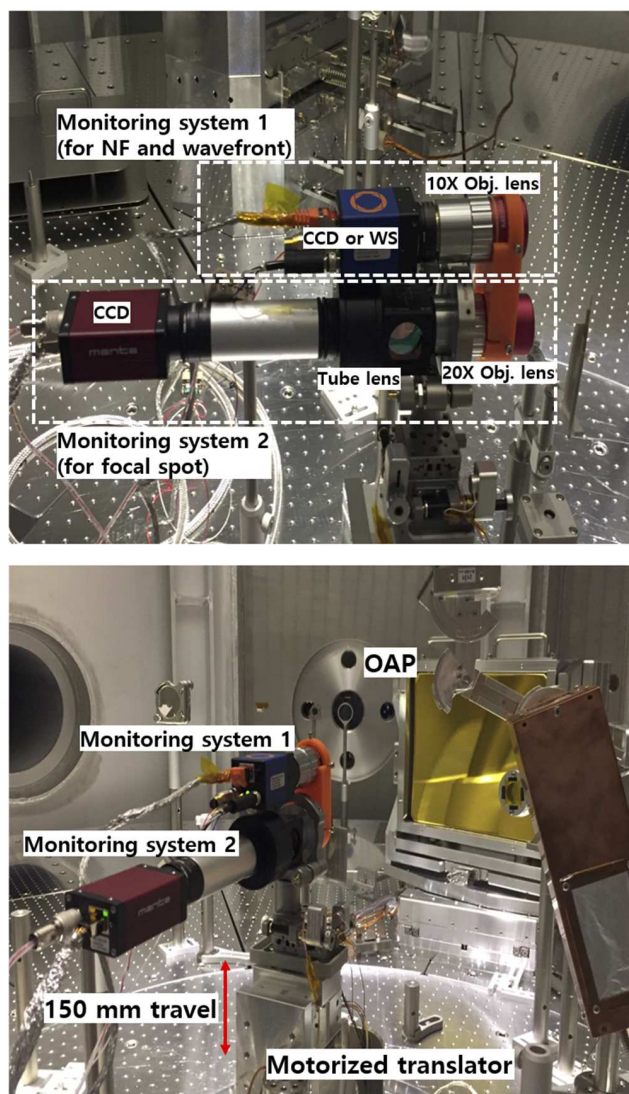 Monitoring system 1
(for NF and wavefront)
10X Obj. lens
CCD or WS
CCD
manta
Tube lens
20X Obj. lens
Monitoring system 2
(for focal spot)
OAP
Monitoring system 1
Monitoring system 2
manta
150 mm travel
Motorized translator